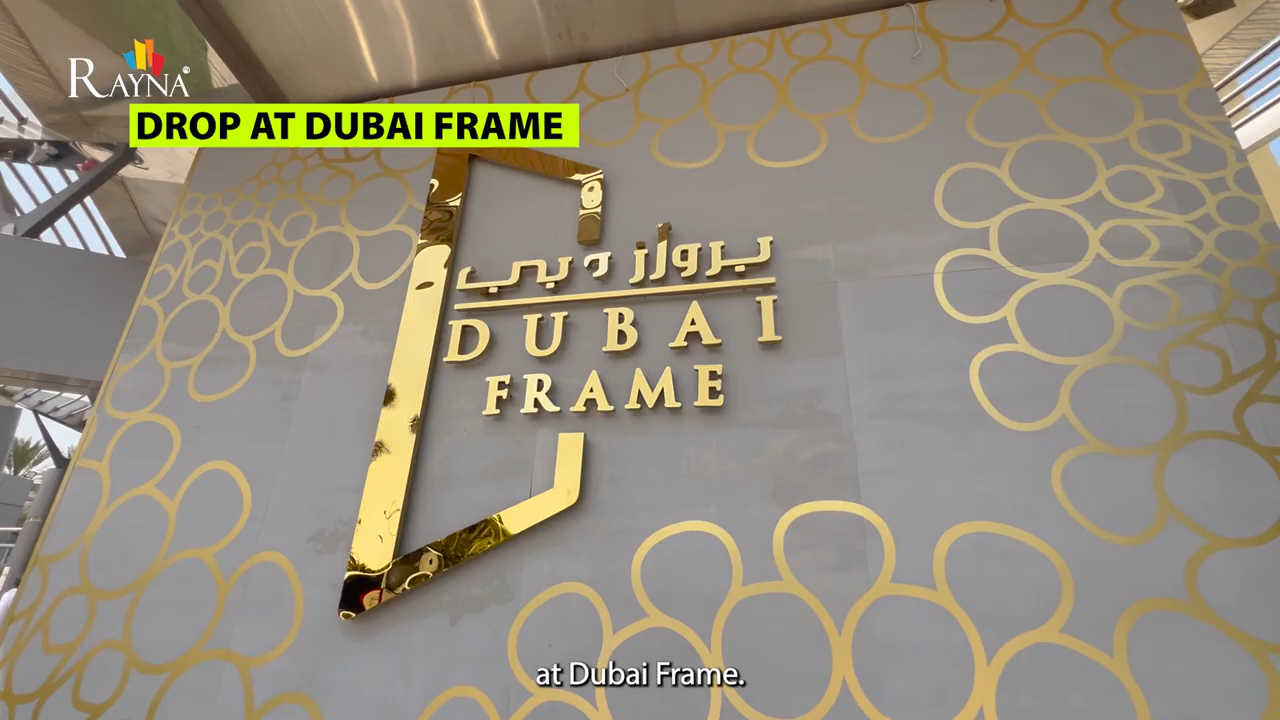 RAYNA
DROP AT DUBAI FRAME
برواز دبي
DUBAI
FRAME
at Dubai Frame.